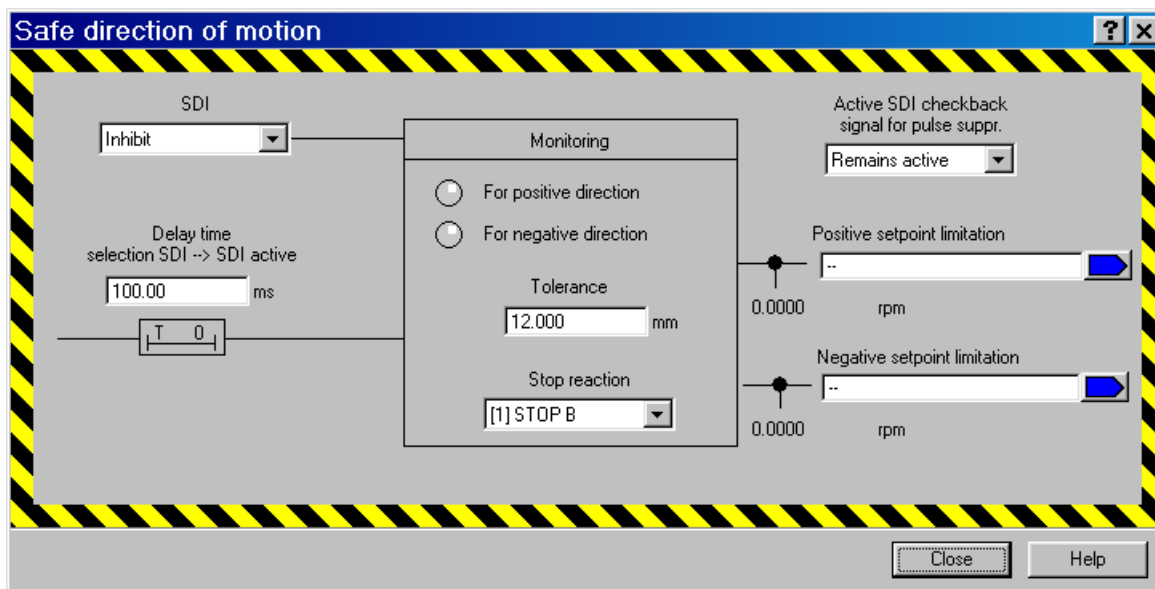 Safe direction of motion
SDI
Inhibit
Delay time
selection SDI --> SDI active
100.00 ms
T 0
Monitoring
For positive direction
For negative direction
Tolerance
12.000 mm
Stop reaction
[1] STOP B
Active SDI checkback
signal for pulse suppr.
Remains active
Positive setpoint limitation
--
0.0000 rpm
Negative setpoint limitation
--
0.0000 rpm
Close Help